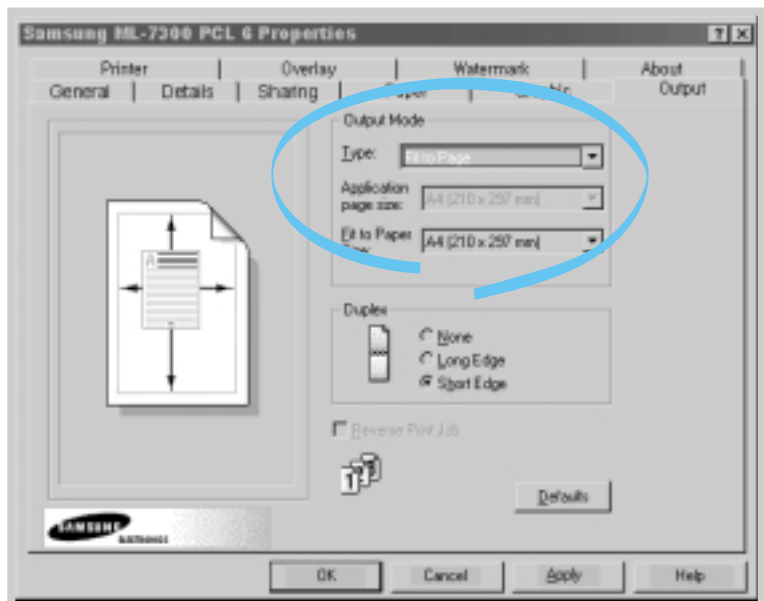 Samsung ML-7300 PCL 6 Properties
Printer Overlay Watermark About
General Details Sharing Output
Output Mode
Type: Fit to Page
Application
page size: A4 (210 x 297 mm)
Fit to Paper
A4 (210 x 297 mm)
A
Duplex
None
Long Edge
Short Edge
Reverse Print Job
1
Defaults
SAMSUNG
ELECTRONICS
OK Cancel Apply Help